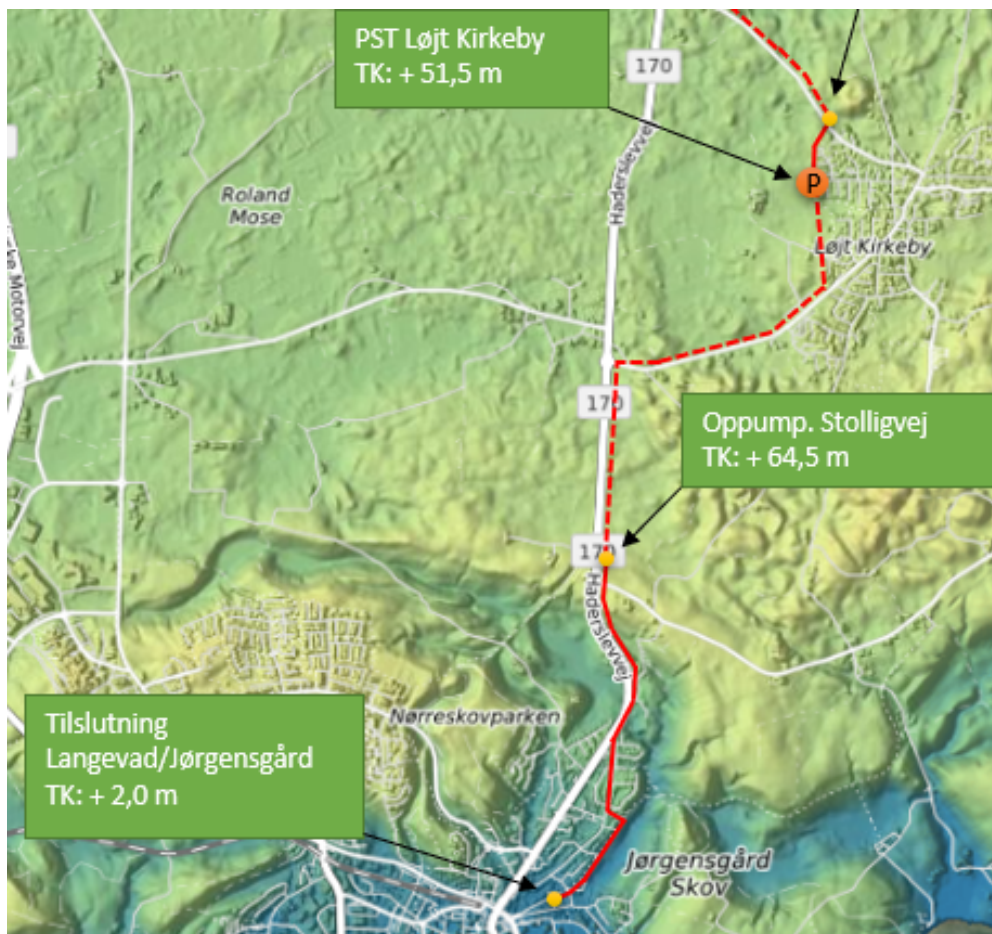 PST Løjt Kirkeby
TK: + 51,5 m
170
Haderslevvej
Roland
Mose
P
Løjt Kirkeby
Motorvej
170
Oppump. Stolligvej
TK: + 64,5 m
170
Haderslevvej
Nørreskovparken
Tilslutning
Langevad/Jørgensgård
TK: + 2,0 m
Jørgensgård
Skov